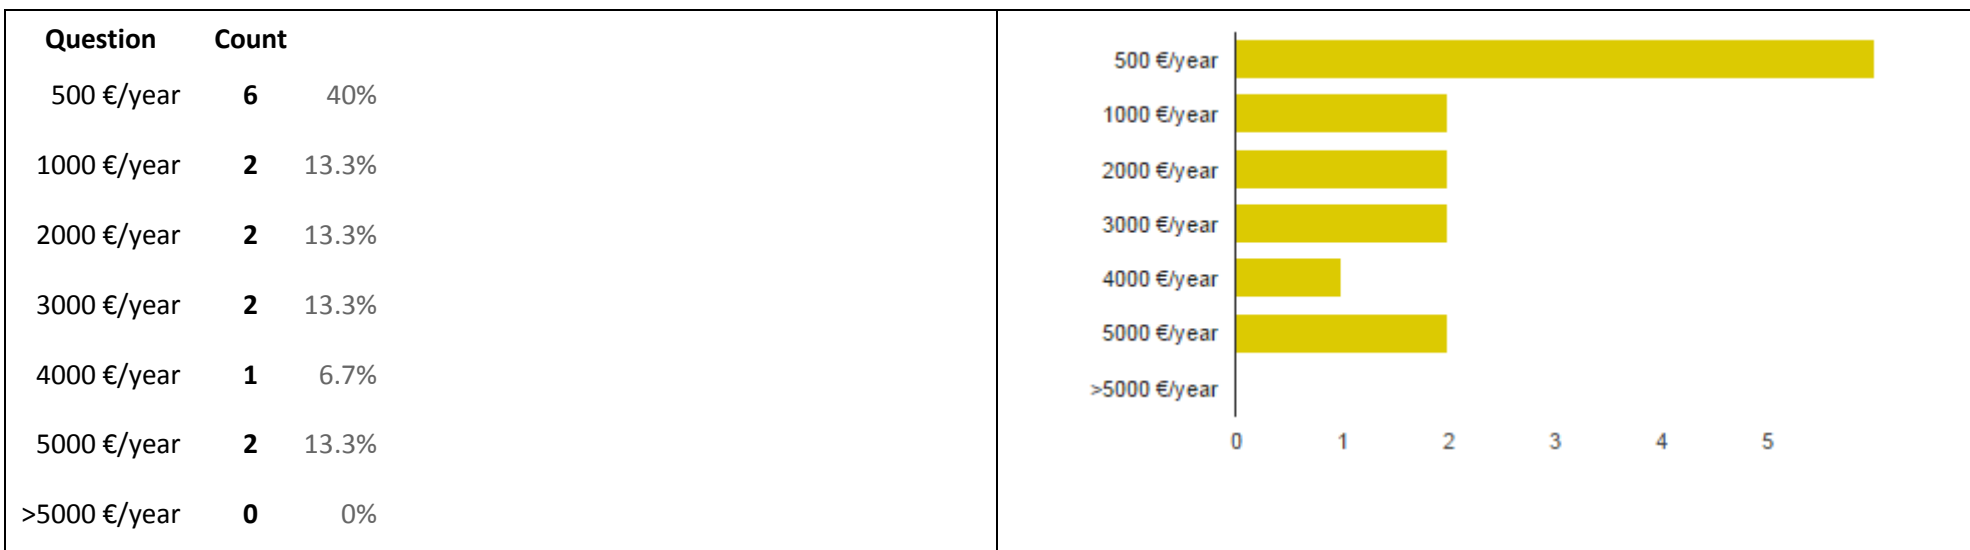 Question Count
500 €/year 6 40%
1000 €/year 2 13.3%
2000 €/year 2 13.3%
3000 €/year 2 13.3%
4000 €/year 1 6.7%
5000 €/year 2 13.3%
>5000 €/year 0 0%
500 €/year
1000 €/year
2000 €/year
3000 €/year
4000 €/year
5000 €/year
>5000 €/year
0 1 2 3 4 5